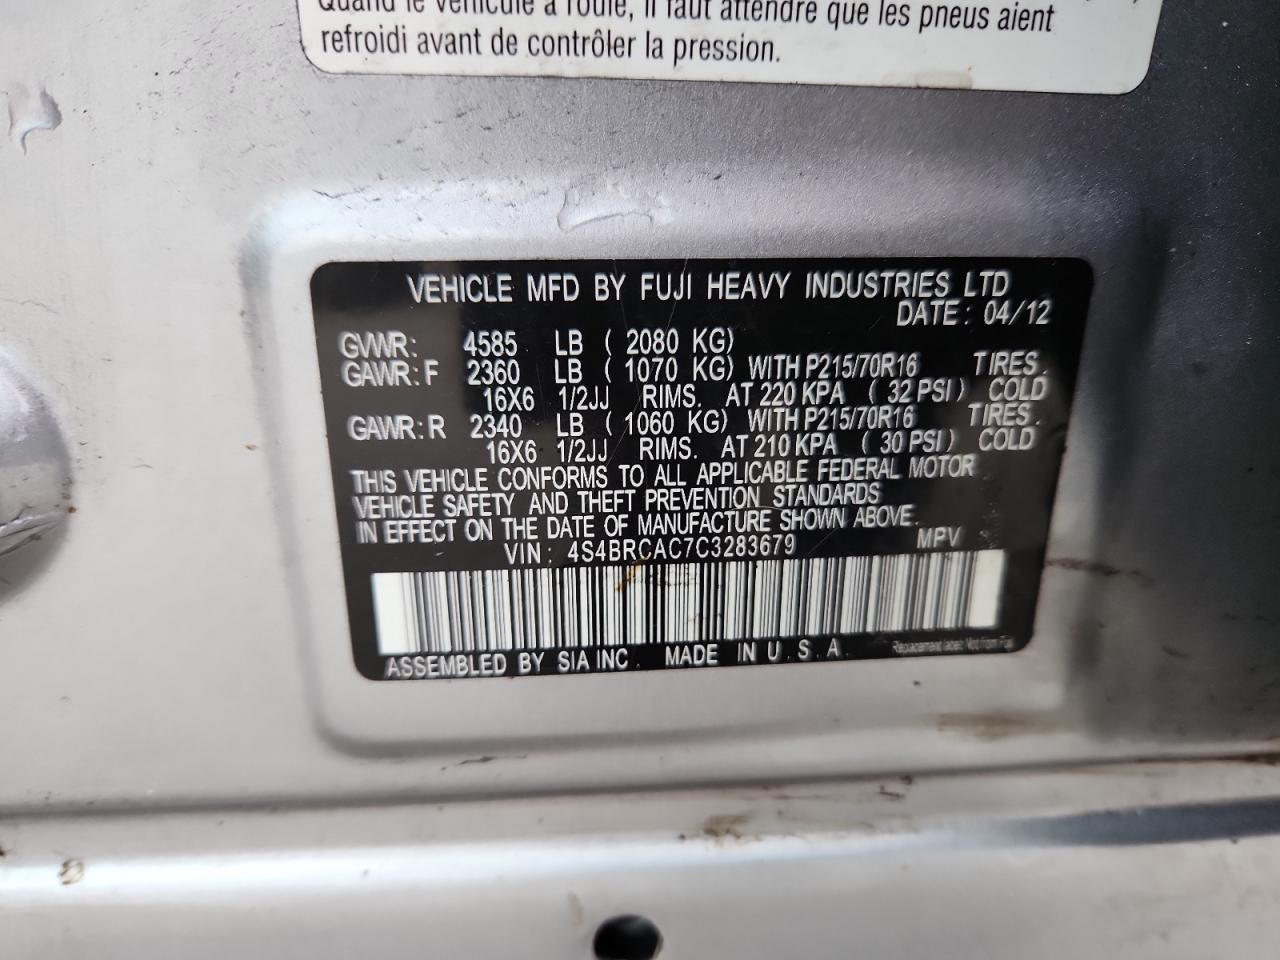 Quand le véhicule a roulé, il faut attendre que les pneus aient
refroidi avant de contrôler la pression.
VEHICLE MFD BY FUJI HEAVY INDUSTRIES LTD
DATE: 04/12
GVWR: 4585 LB ( 2080 KG)
GAWR: F 2360 LB ( 1070 KG) WITH P215/70R16 TIRES.
16X6 1/2JJ RIMS. AT 220 KPA ( 32 PSI) COLD
GAWR: R 2340 LB ( 1060 KG) WITH P215/70R16 TIRES.
16X6 1/2JJ RIMS. AT 210 KPA ( 30 PSI) COLD
THIS VEHICLE CONFORMS TO ALL APPLICABLE FEDERAL MOTOR
VEHICLE SAFETY AND THEFT PREVENTION STANDARDS
IN EFFECT ON THE DATE OF MANUFACTURE SHOWN ABOVE.
VIN: 4S4BRCAC7C3283679 MPV
ASSEMBLED BY SIA INC. MADE IN U.S.A. Replacement label: Not from Fuji